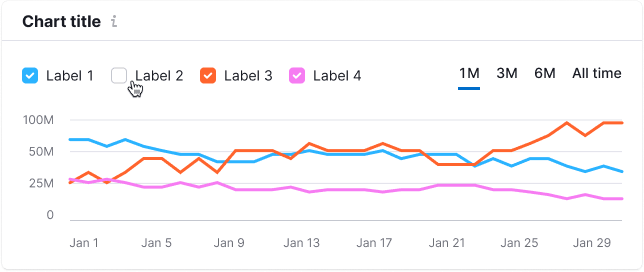 Chart title i
Label 1 Label 2 Label 3 Label 4 1M 3M 6M All time
100M
50M
25M
0
Jan 1 Jan 5 Jan 9 Jan 13 Jan 17 Jan 21 Jan 25 Jan 29